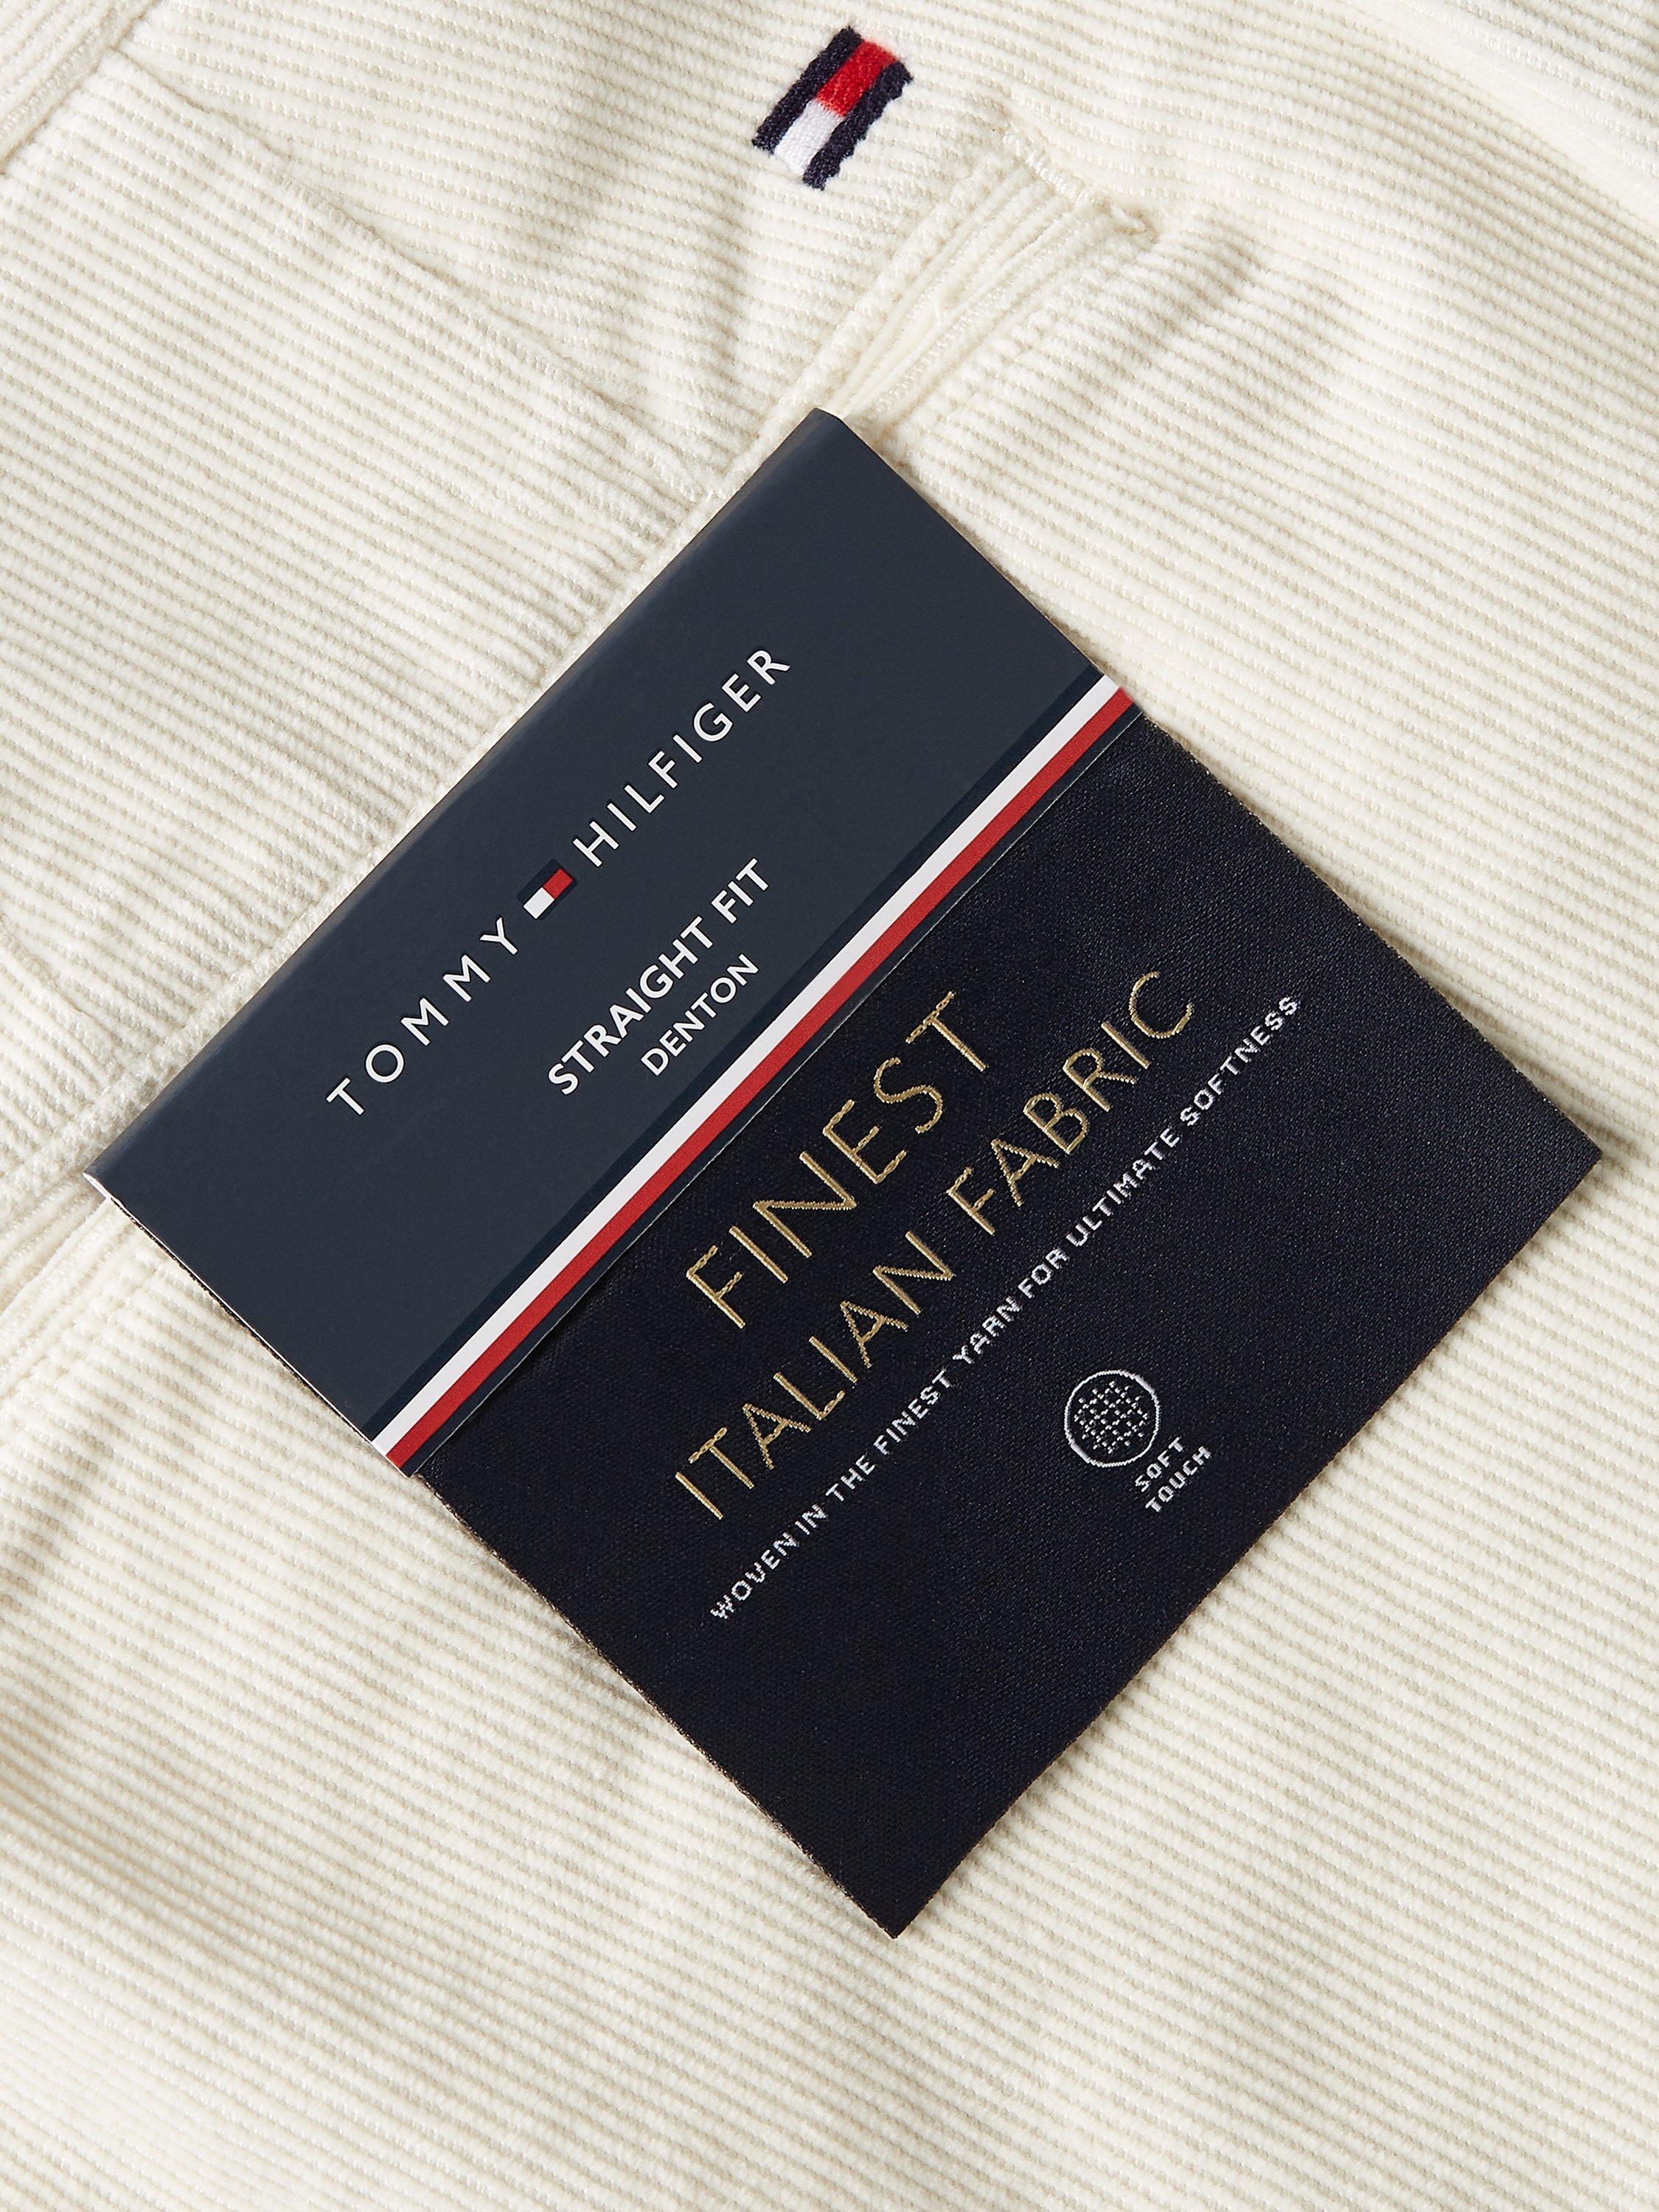 TOMMY HILFIGER
STRAIGHT FIT
DENTON
FINEST
ITALIAN FABRIC
WOVEN IN THE FINEST YARN FOR ULTIMATE SOFTNESS
SOFT
TOUCH